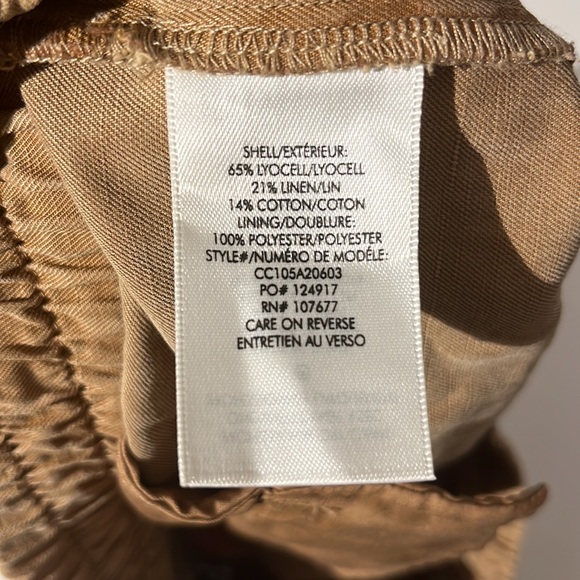 SHELL/EXTÉRIEUR:
65% LYOCELL/LYOCELL
21% LINEN/LIN
14% COTTON/COTON
LINING/DOUBLURE:
100% POLYESTER/POLYESTER
STYLE#/NUMÉRO DE MODÉLE:
CC105A20603
PO# 124917
RN# 107677
CARE ON REVERSE
ENTRETIEN AU VERSO